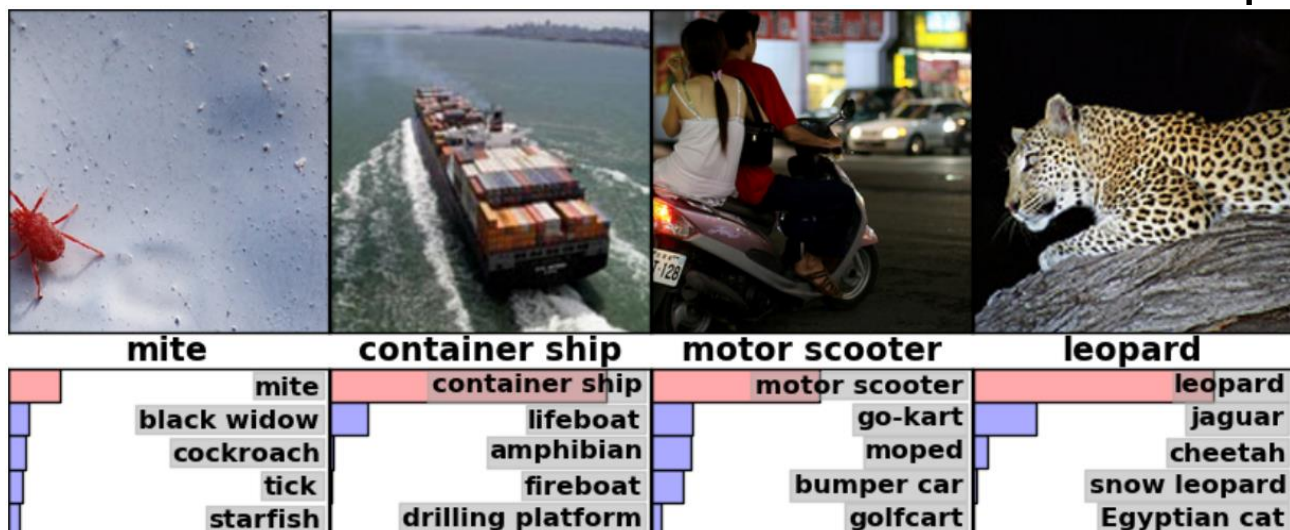 mite
container ship
motor scooter
leopard
mite
black widow
cockroach
tick
starfish
container ship
lifeboat
amphibian
fireboat
drilling platform
motor scooter
go-kart
moped
bumper car
golfcart
leopard
jaguar
cheetah
snow leopard
Egyptian cat